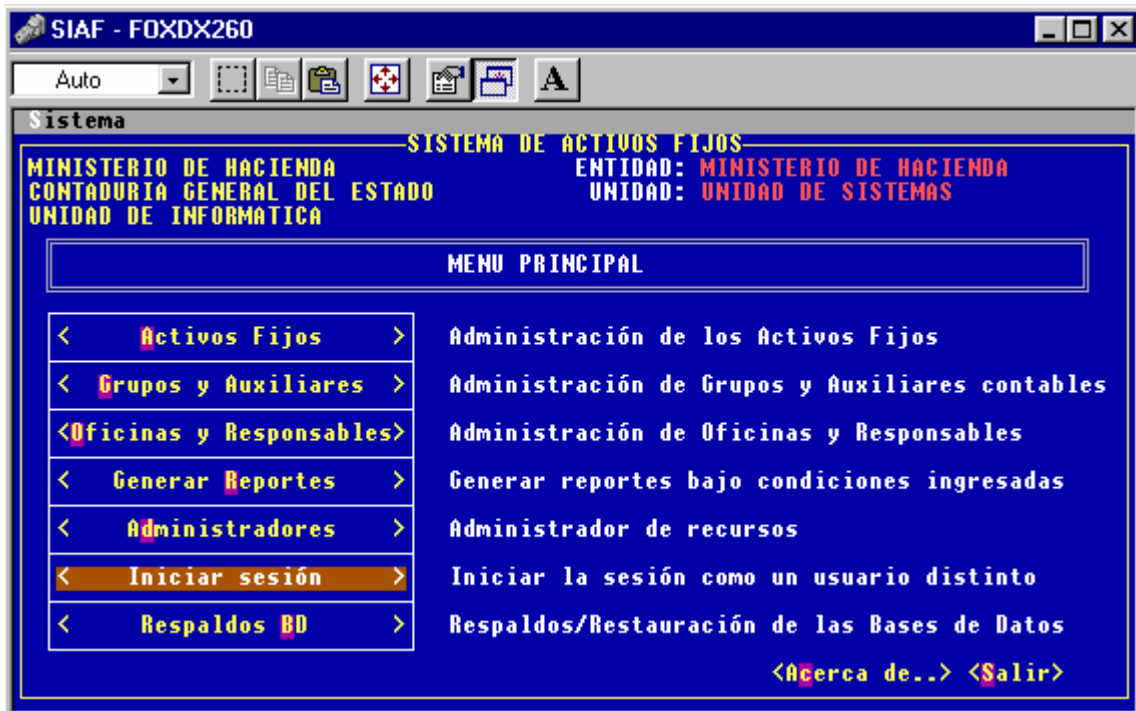 SIAF - FOXDX260
Auto
A
Sistema
SISTEMA DE ACTIVOS FIJOS
MINISTERIO DE HACIENDA ENTIDAD: MINISTERIO DE HACIENDA
CONTADURIA GENERAL DEL ESTADO UNIDAD: UNIDAD DE SISTEMAS
UNIDAD DE INFORMATICA
MENU PRINCIPAL
< Activos Fijos > Administración de los Activos Fijos
< Grupos y Auxiliares > Administración de Grupos y Auxiliares contables
<Oficinas y Responsables> Administración de Oficinas y Responsables
< Generar Reportes > Generar reportes bajo condiciones ingresadas
< Administradores > Administrador de recursos
< Iniciar sesión > Iniciar la sesión como un usuario distinto
< Respaldos BD > Respaldos/Restauración de las Bases de Datos
<Acerca de..> <Salir>